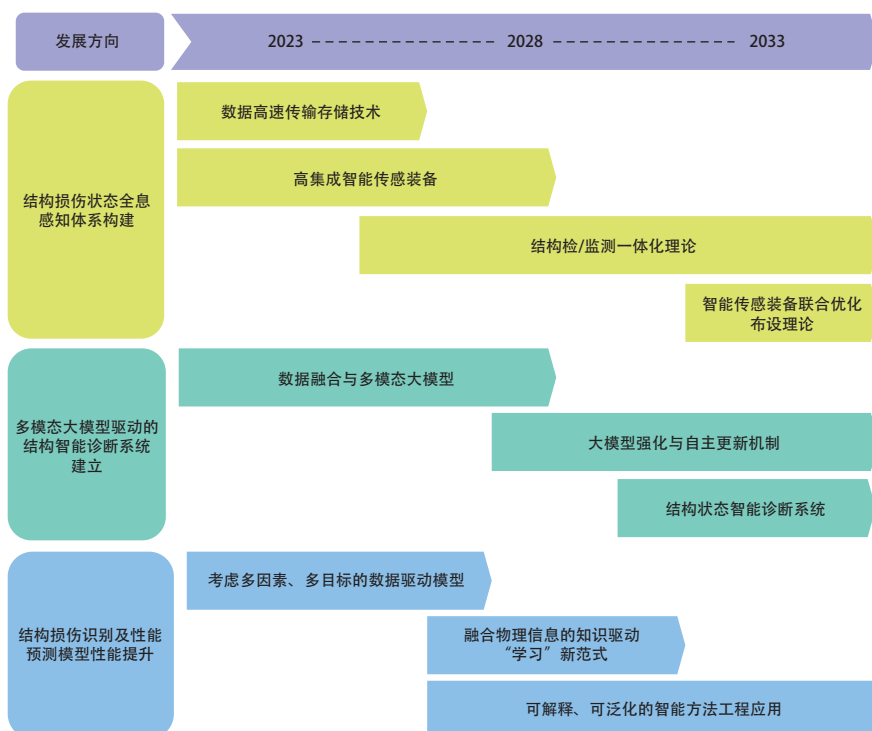 发展方向
2023
2028
2033
结构损伤状态全息
感知体系构建
数据高速传输存储技术
高集成智能传感装备
结构检/监测一体化理论
智能传感装备联合优化
布设理论
多模态大模型驱动的
结构智能诊断系统
建立
数据融合与多模态大模型
大模型强化与自主更新机制
结构状态智能诊断系统
结构损伤识别及性能
预测模型性能提升
考虑多因素、多目标的数据驱动模型
融合物理信息的知识驱动
“学习”新范式
可解释、可泛化的智能方法工程应用